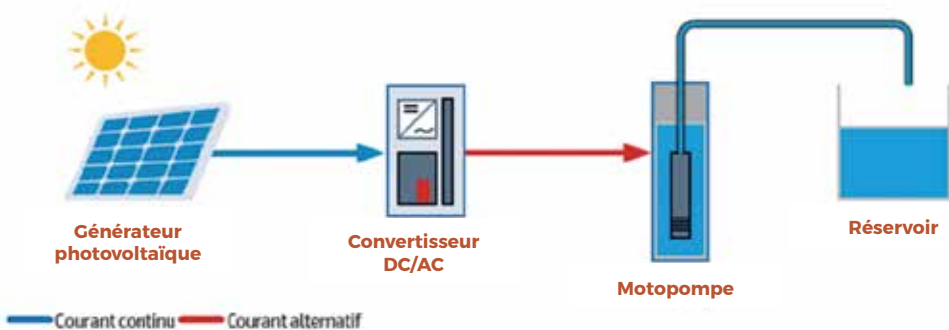 Générateur
photovoltaïque
Convertisseur
DC/AC
Motopompe
Réservoir
Courant continu
Courant alternatif